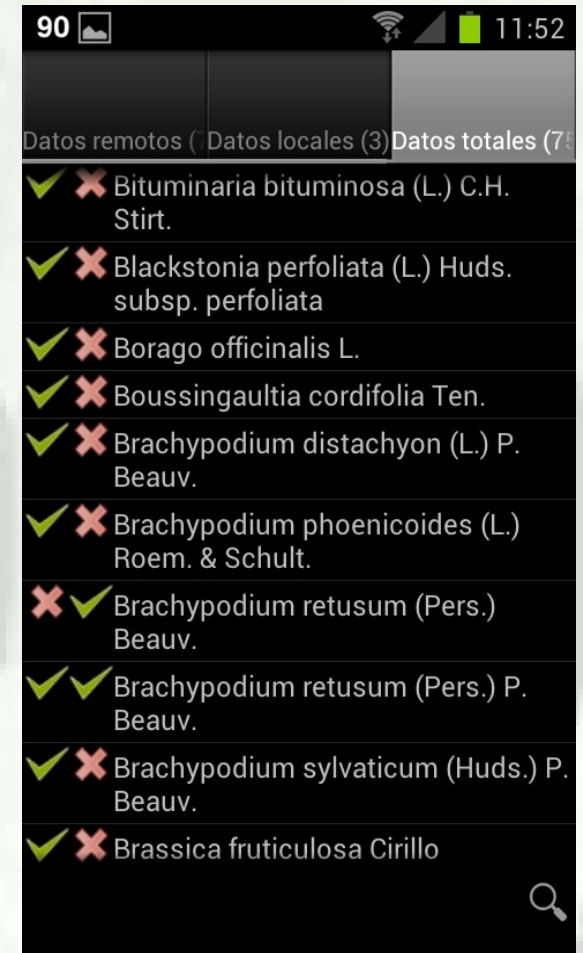 90
11:52
Datos remotos (
Datos locales (3)
Datos totales (75
Bituminaria bituminosa (L.) C.H.
Stirt.
Blackstonia perfoliata (L.) Huds.
subsp. perfoliata
Borago officinalis L.
Boussingaultia cordifolia Ten.
Brachypodium distachyon (L.) P.
Beauv.
Brachypodium phoenicoides (L.)
Roem. & Schult.
Brachypodium retusum (Pers.)
Beauv.
Brachypodium retusum (Pers.) P.
Beauv.
Brachypodium sylvaticum (Huds.) P.
Beauv.
Brassica fruticulosa Cirillo